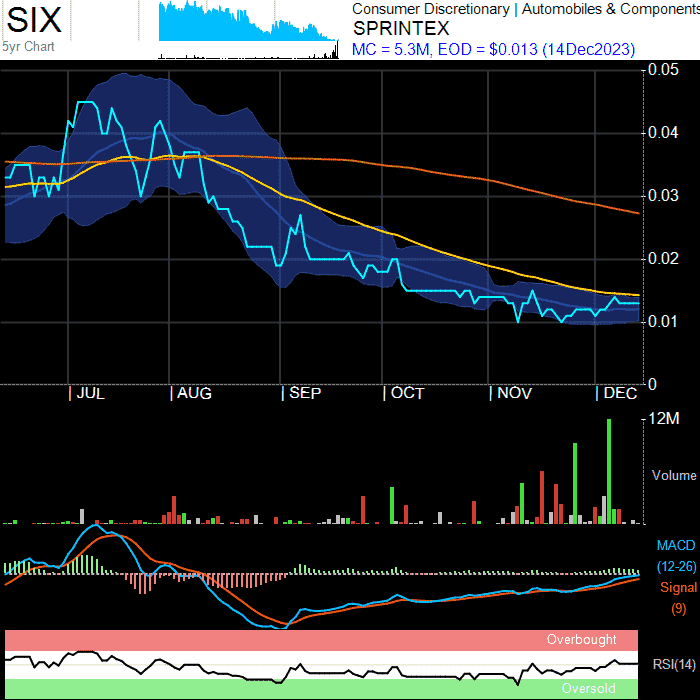 SIX
5yr Chart
Consumer Discretionary | Automobiles & Components
SPRINTEX
MC = 5.3M, EOD = $0.013 (14Dec2023)
0.05
0.04
0.03
0.02
0.01
0
JUL AUG SEP OCT NOV DEC
12M
Volume
MACD
(12-26)
Signal
(9)
Overbought
RSI(14)
Oversold